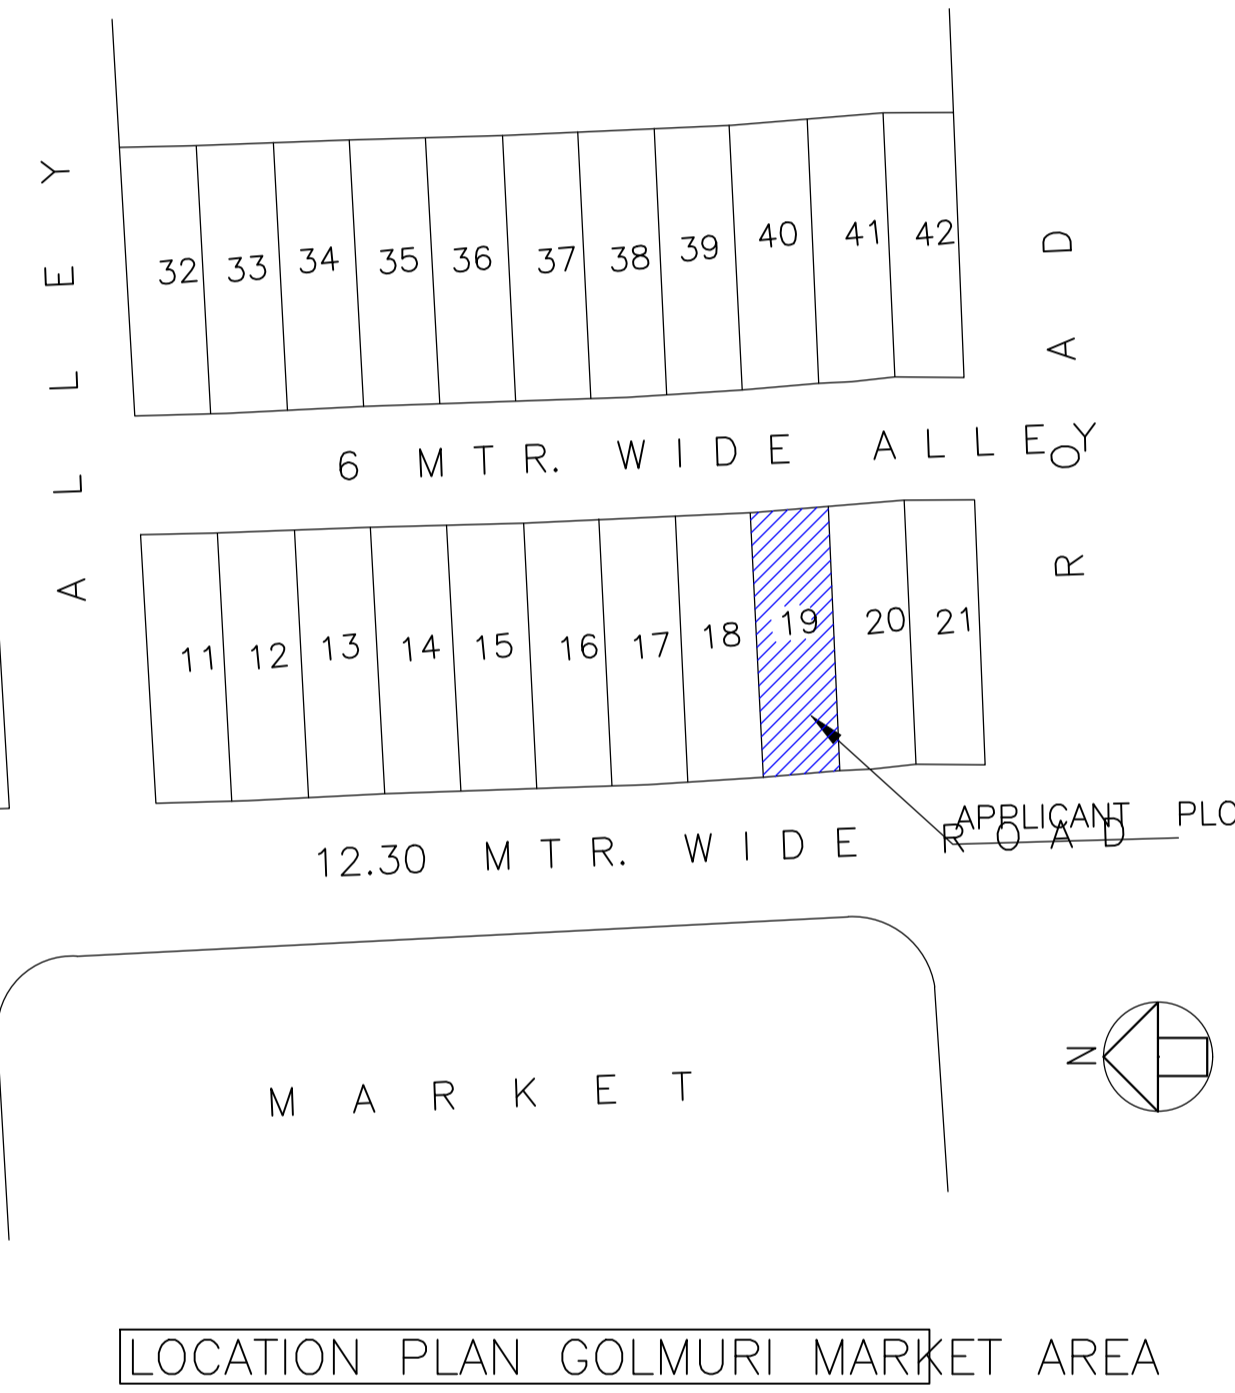 32 33 34 35 36 37 38 39 40 41 42
ALLEY
ROAD
6 MTR. WIDE ALLEY
11 12 13 14 15 16 17 18 19 20 21
APPLICANT PLO
12.30 MTR. WIDE ROAD
MARKET
N
LOCATION PLAN GOLMURI MARKET AREA